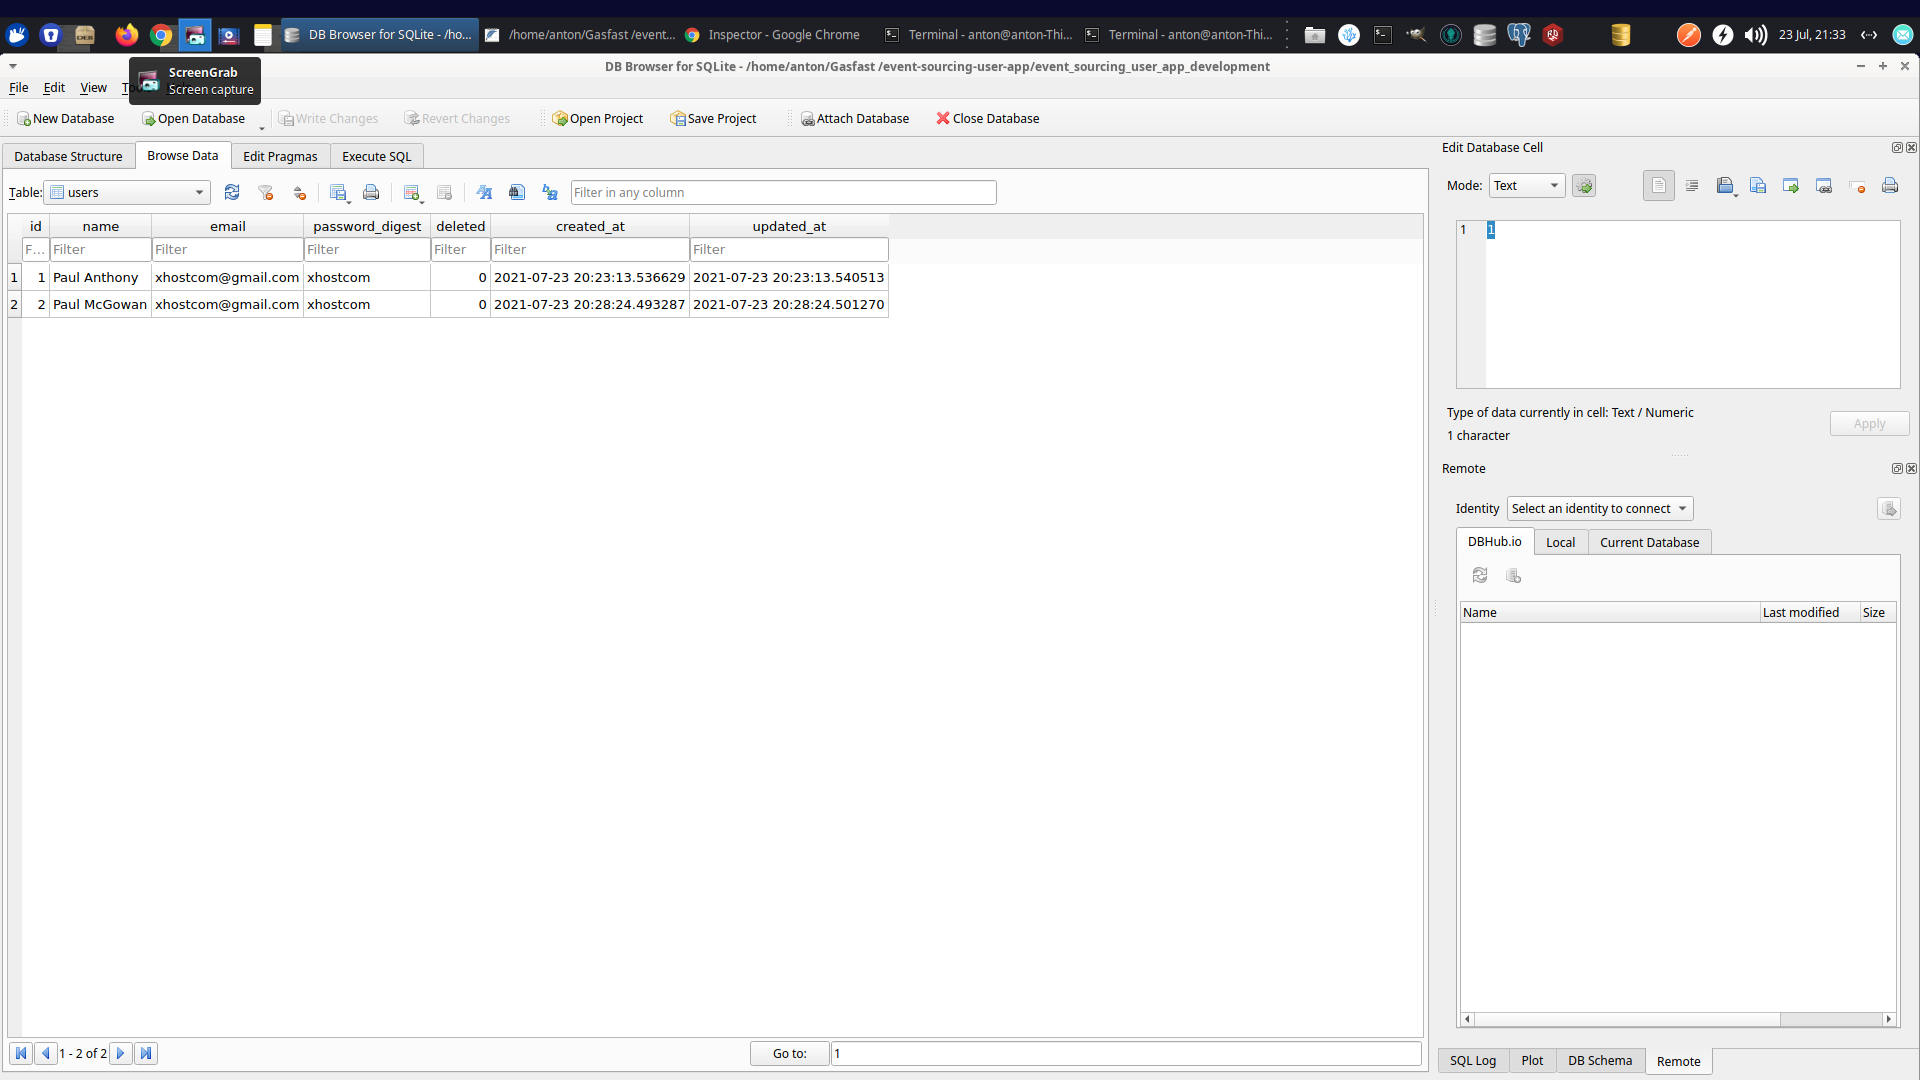 DB Browser for SQLite - /ho...
/home/anton/Gasfast /event...
Inspector - Google Chrome
Terminal - anton@anton-Thi...
Terminal - anton@anton-Thi...
23 Jul, 21:33
DB Browser for SQLite - /home/anton/Gasfast /event-sourcing-user-app/event_sourcing_user_app_development
ScreenGrab
Screen capture
File Edit View
New Database Open Database Write Changes Revert Changes Open Project Save Project Attach Database Close Database
Database Structure Browse Data Edit Pragmas Execute SQL
Table: users Filter in any column
id name email password_digest deleted created_at updated_at
F... Filter Filter Filter Filter Filter Filter
1 1 Paul Anthony xhostcom@gmail.com xhostcom 0 2021-07-23 20:23:13.536629 2021-07-23 20:23:13.540513
2 2 Paul McGowan xhostcom@gmail.com xhostcom 0 2021-07-23 20:28:24.493287 2021-07-23 20:28:24.501270
1 - 2 of 2
Go to: 1
Edit Database Cell
Mode: Text
1 1
Type of data currently in cell: Text / Numeric
1 character
Apply
Remote
Identity Select an identity to connect
DBHub.io Local Current Database
Name Last modified Size
SQL Log Plot DB Schema Remote